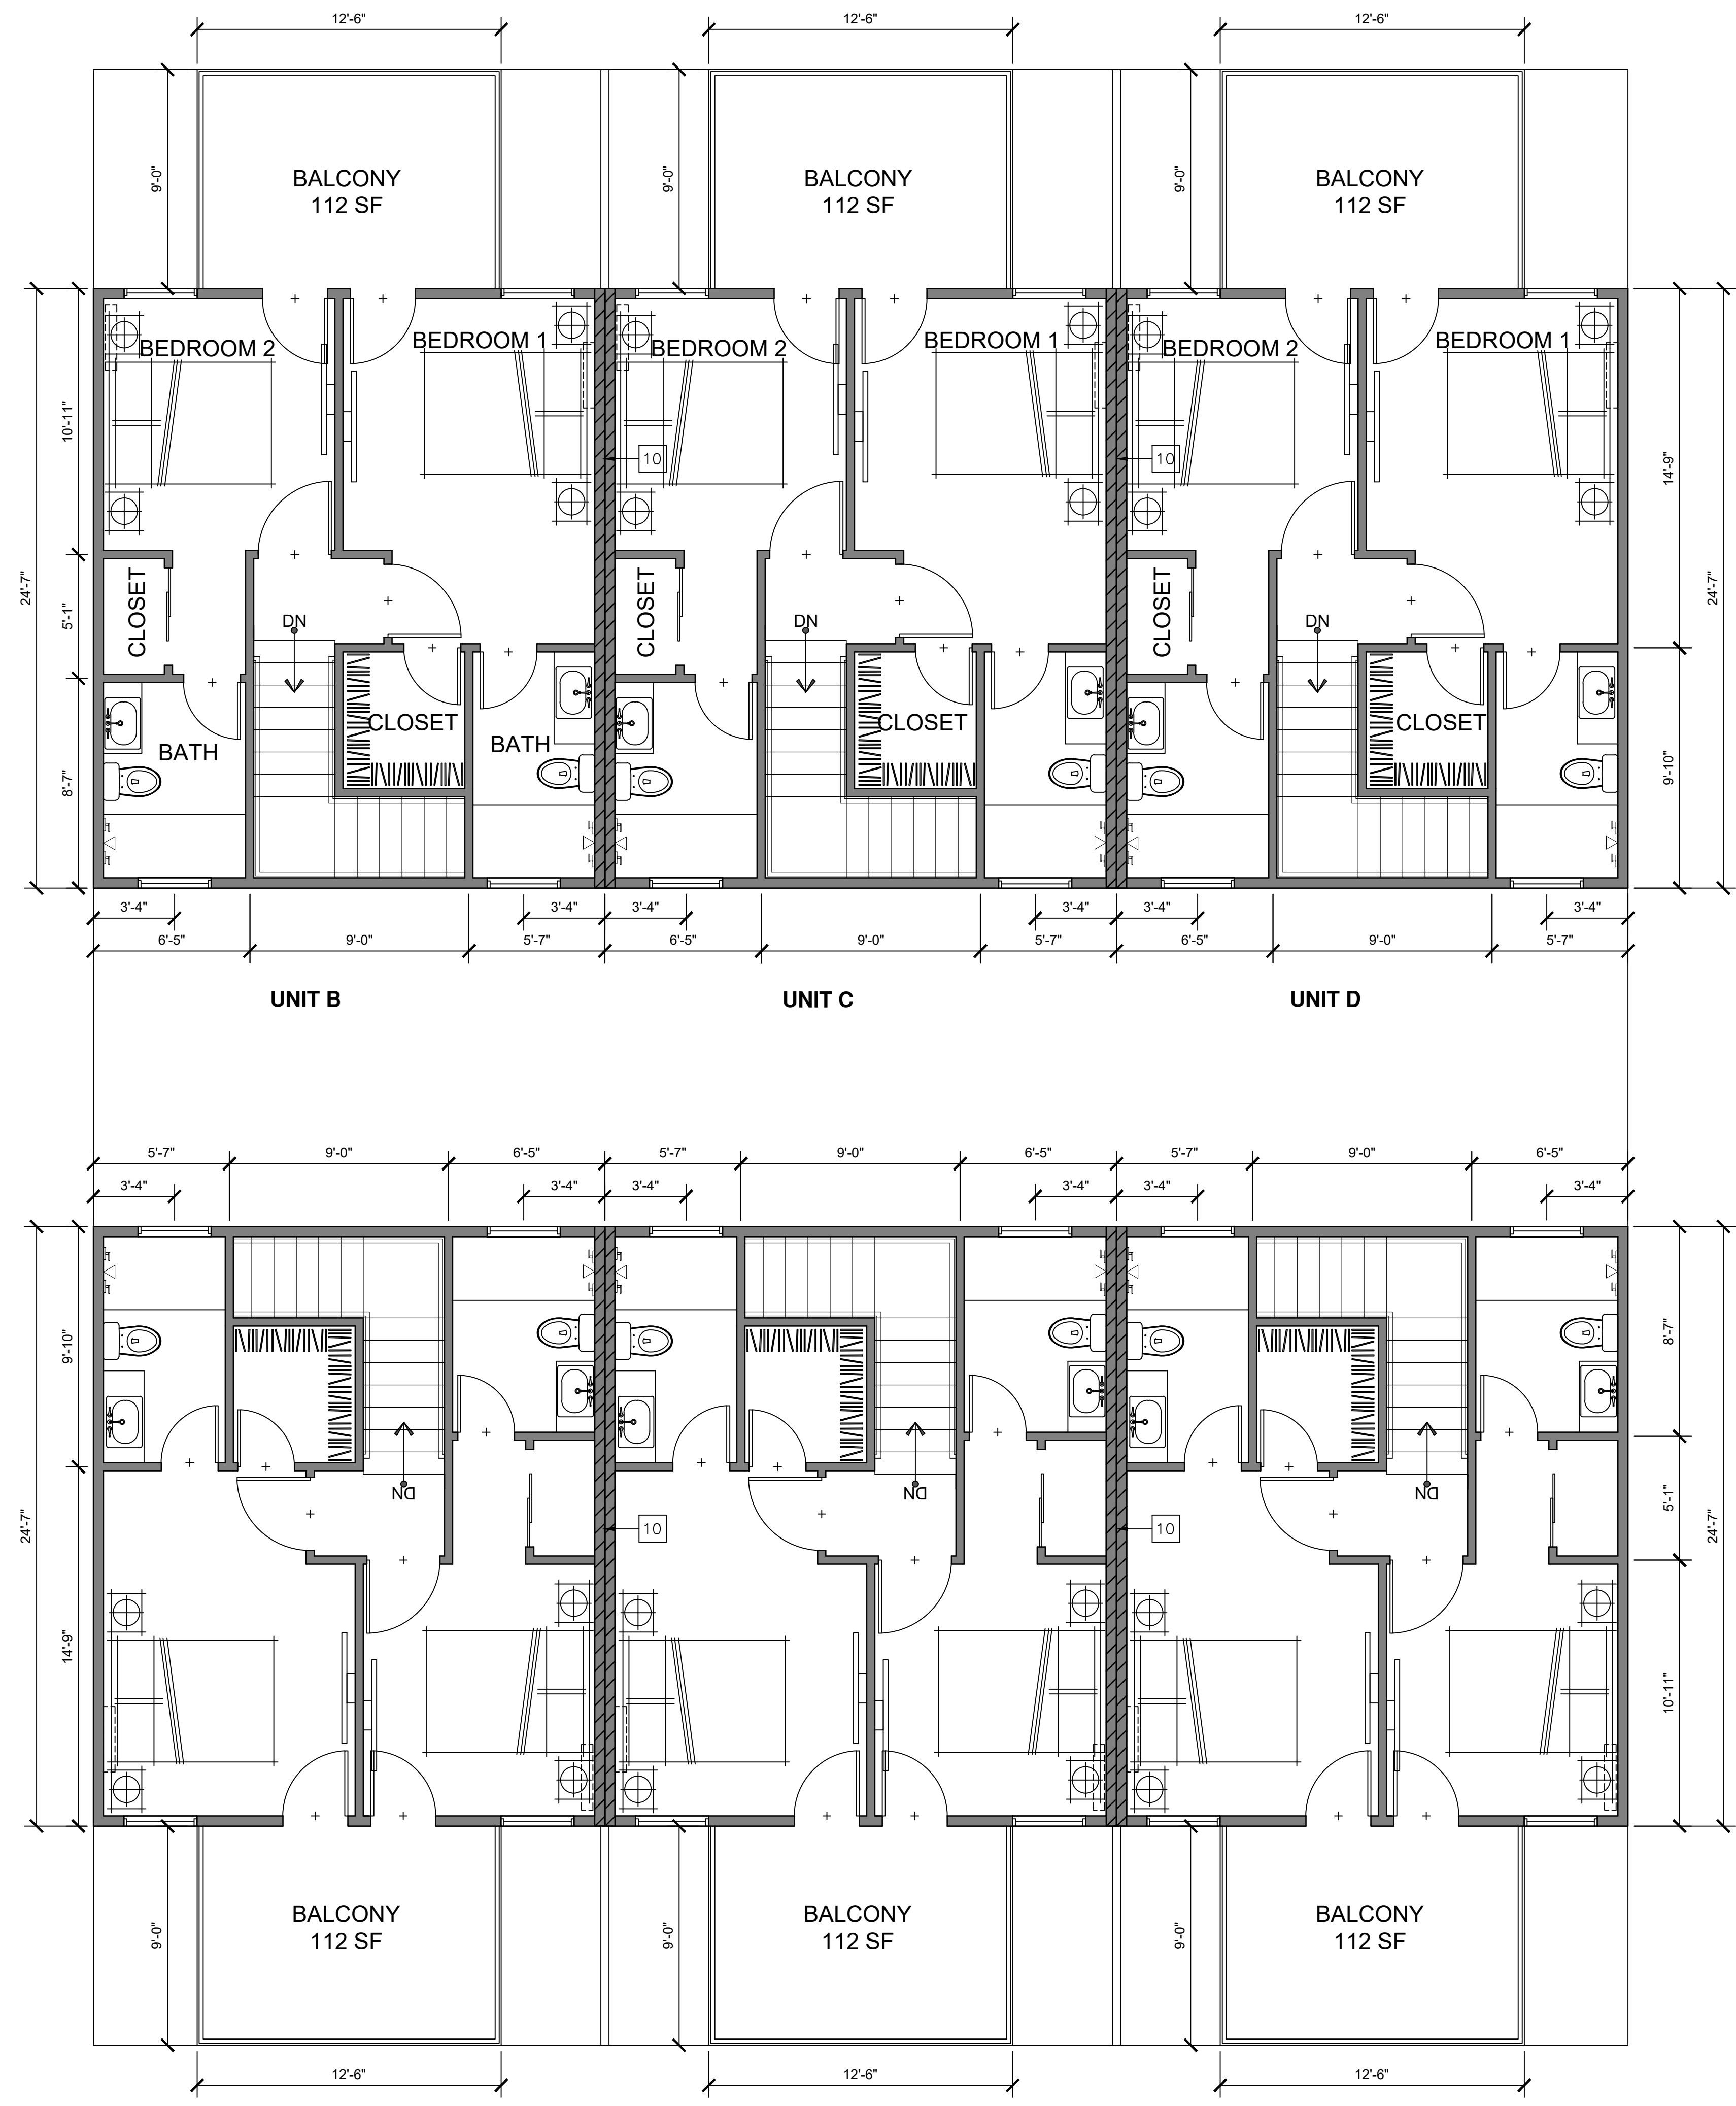 12'-6" 12'-6" 12'-6"
9'-0" 9'-0" 9'-0"
BALCONY BALCONY BALCONY
112 SF 112 SF 112 SF
BEDROOM 2 BEDROOM 1 BEDROOM 2 BEDROOM 1 BEDROOM 2 BEDROOM 1
10'-11" 10 10 14'-9"
24'-7" 5'-1" CLOSET CLOSET CLOSET 24'-7"
DN DN DN
CLOSET CLOSET CLOSET
BATH BATH
8'-7" 9'-10"
3'-4" 3'-4" 3'-4" 3'-4" 3'-4" 3'-4"
6'-5" 9'-0" 5'-7" 6'-5" 9'-0" 5'-7" 6'-5" 9'-0" 5'-7"
UNIT B UNIT C UNIT D
5'-7" 9'-0" 6'-5" 5'-7" 9'-0" 6'-5" 5'-7" 9'-0" 6'-5"
3'-4" 3'-4" 3'-4" 3'-4" 3'-4" 3'-4"
9'-10" 8'-7"
DN DN DN
24'-7" 10 10 5'-1" 24'-7"
14'-9" 10'-11"
BALCONY BALCONY BALCONY
112 SF 112 SF 112 SF
9'-0" 9'-0" 9'-0"
12'-6" 12'-6" 12'-6"